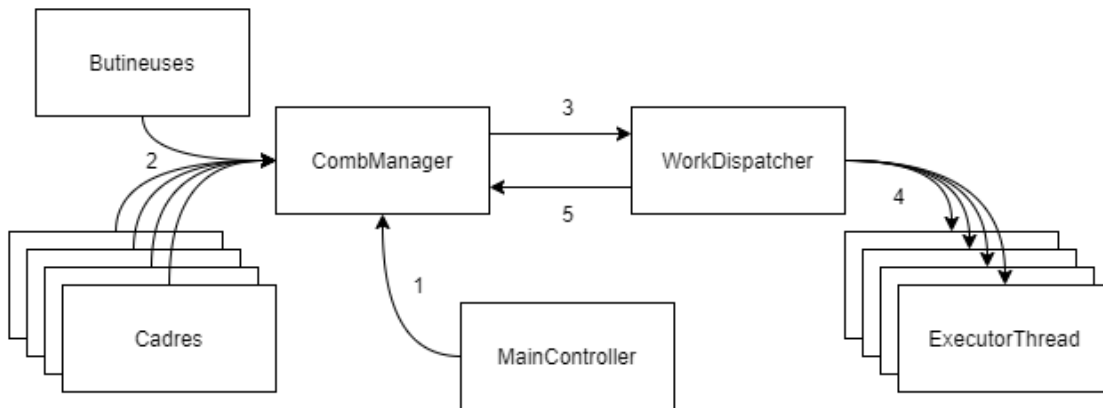 Butineuses
2
3
CombManager
WorkDispatcher
4
5
1
Cadres
MainController
ExecutorThread